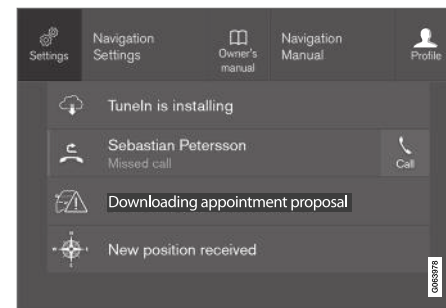 Settings
Navigation
Settings
Owner's
manual
Navigation
Manual
Profile
TuneIn is installing
Sebastian Petersson
Missed call
Call
Downloading appointment proposal
New position received
G063978